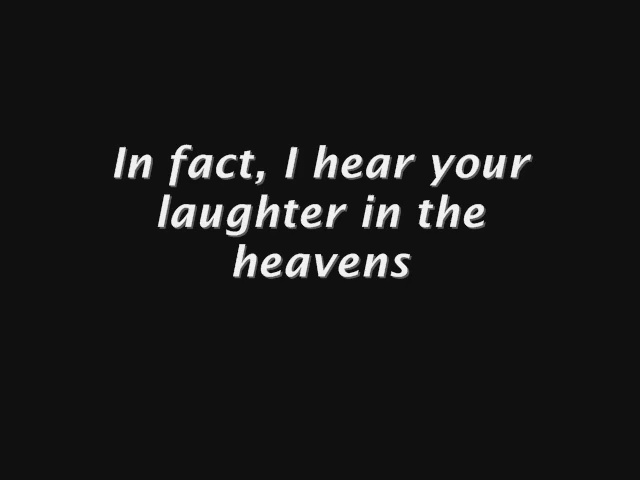 In fact, I hear your
laughter in the
heavens